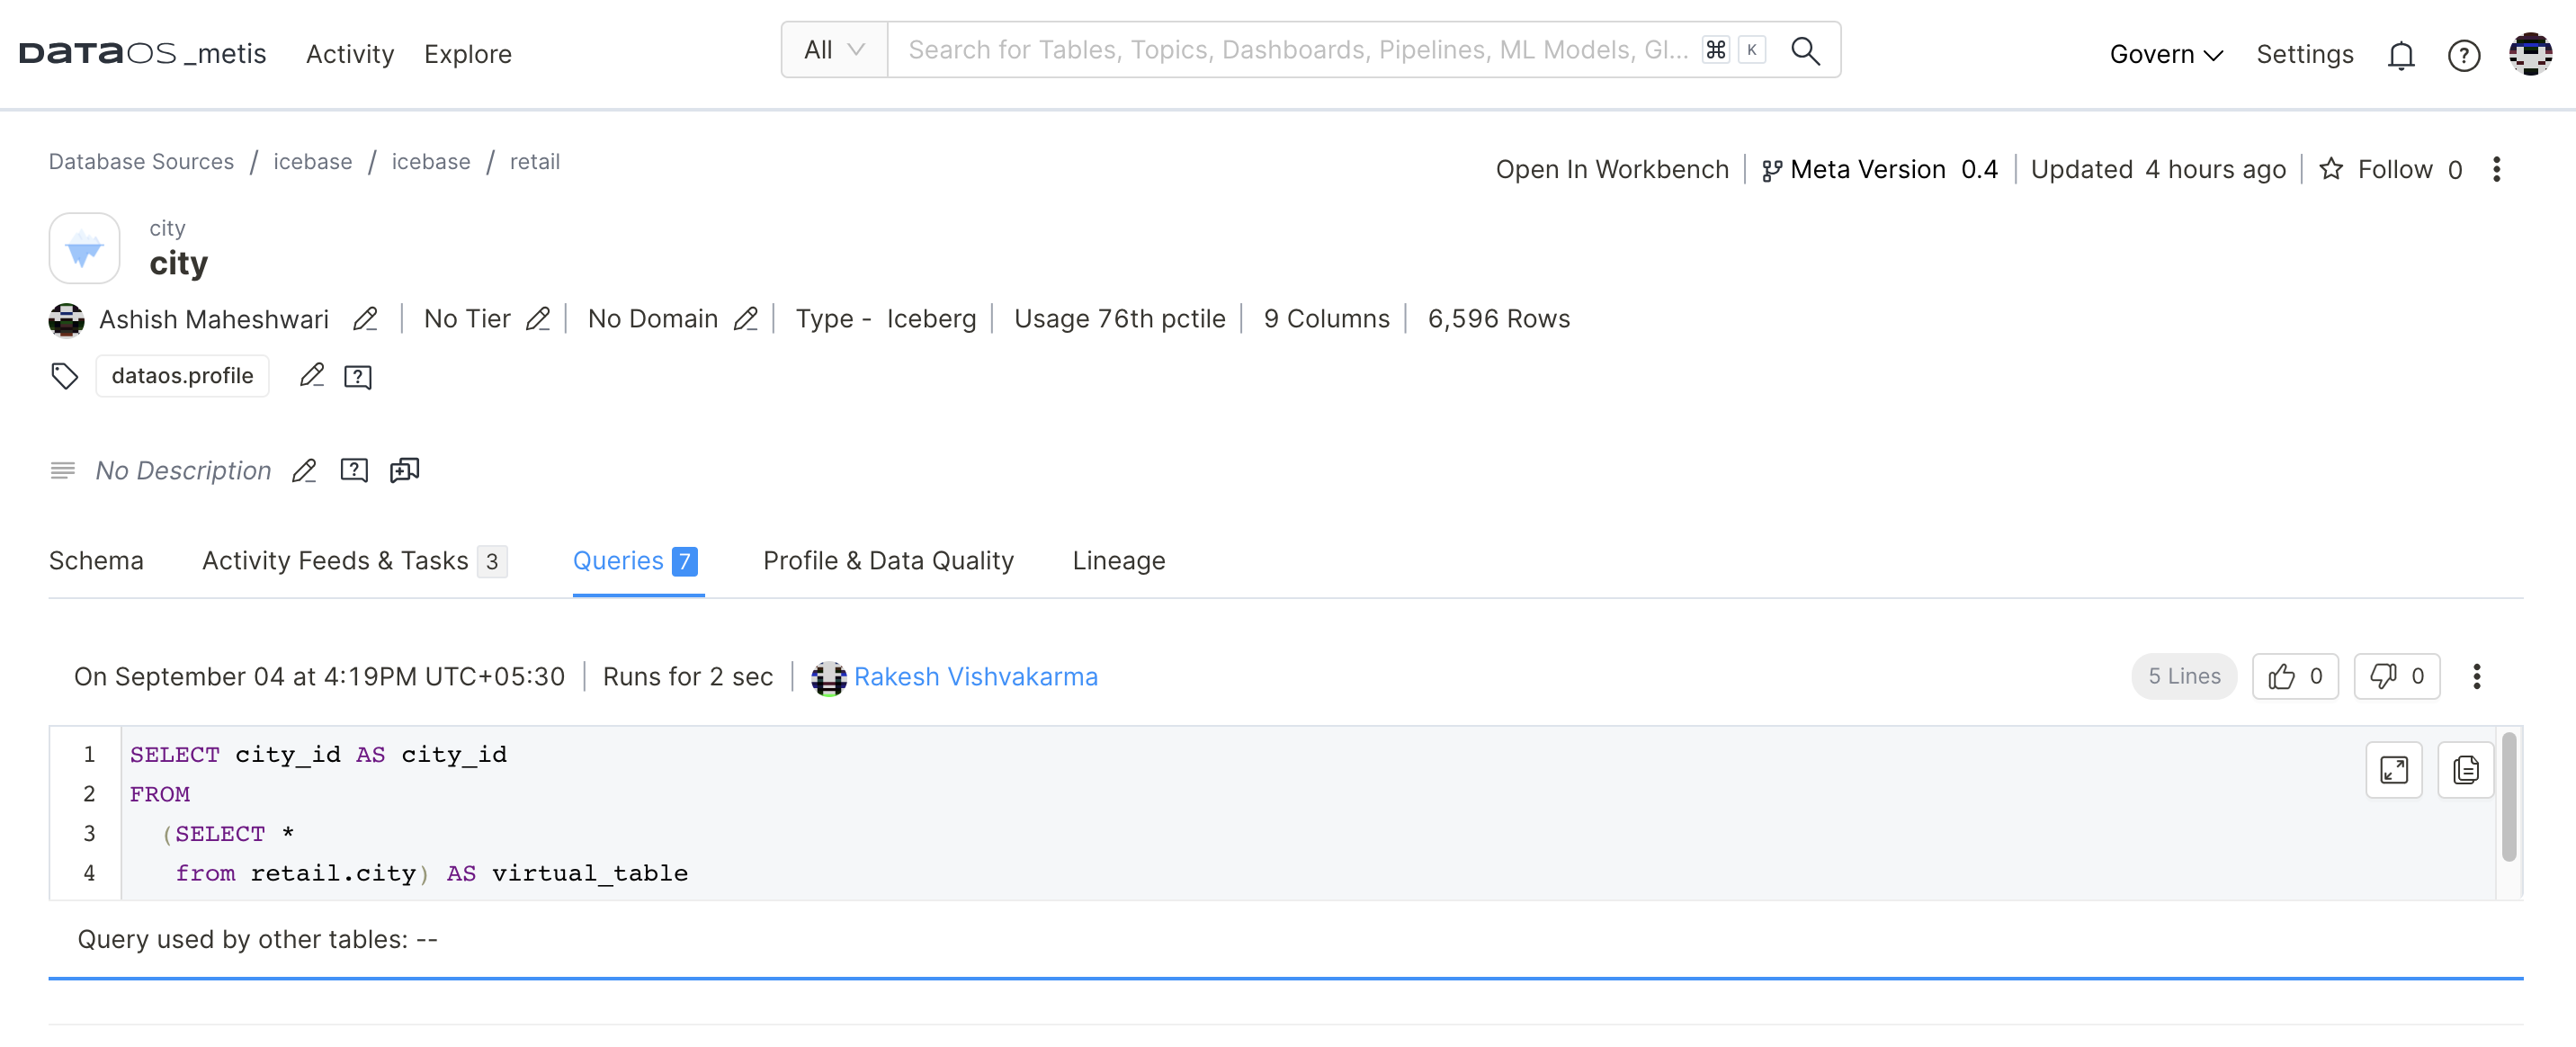 DATAOS _metis Activity Explore All Search for Tables, Topics, Dashboards, Pipelines, ML Models, Gl... ⌘ K Govern Settings ?
Database Sources / icebase / icebase / retail
Open In Workbench Meta Version 0.4 Updated 4 hours ago Follow 0
city
city
Ashish Maheshwari No Tier No Domain Type - Iceberg Usage 76th pctile 9 Columns 6,596 Rows
dataos.profile
No Description
Schema Activity Feeds & Tasks 3 Queries 7 Profile & Data Quality Lineage
On September 04 at 4:19PM UTC+05:30 Runs for 2 sec Rakesh Vishvakarma 5 Lines 0 0
1 SELECT city_id AS city_id
2 FROM
3 (SELECT *
4 from retail.city) AS virtual_table
Query used by other tables: --